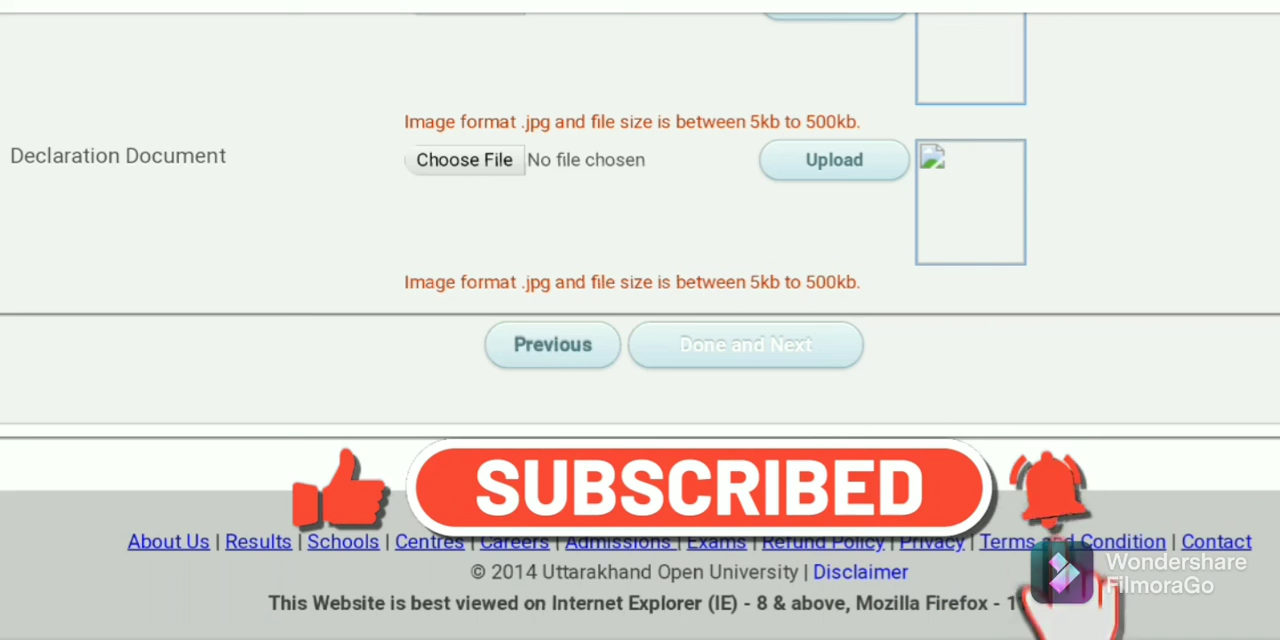 Image format .jpg and file size is between 5kb to 500kb.
Declaration Document
Choose File No file chosen
Upload
Image format .jpg and file size is between 5kb to 500kb.
Previous
Done and Next
SUBSCRIBED
About Us | Results | Schools | Centres | Careers | Admissions | Exams | Refund Policy | Privacy | Terms and Condition | Contact
© 2014 Uttarakhand Open University | Disclaimer
Wondershare
FilmoraGo
This Website is best viewed on Internet Explorer (IE) - 8 & above, Mozilla Firefox -